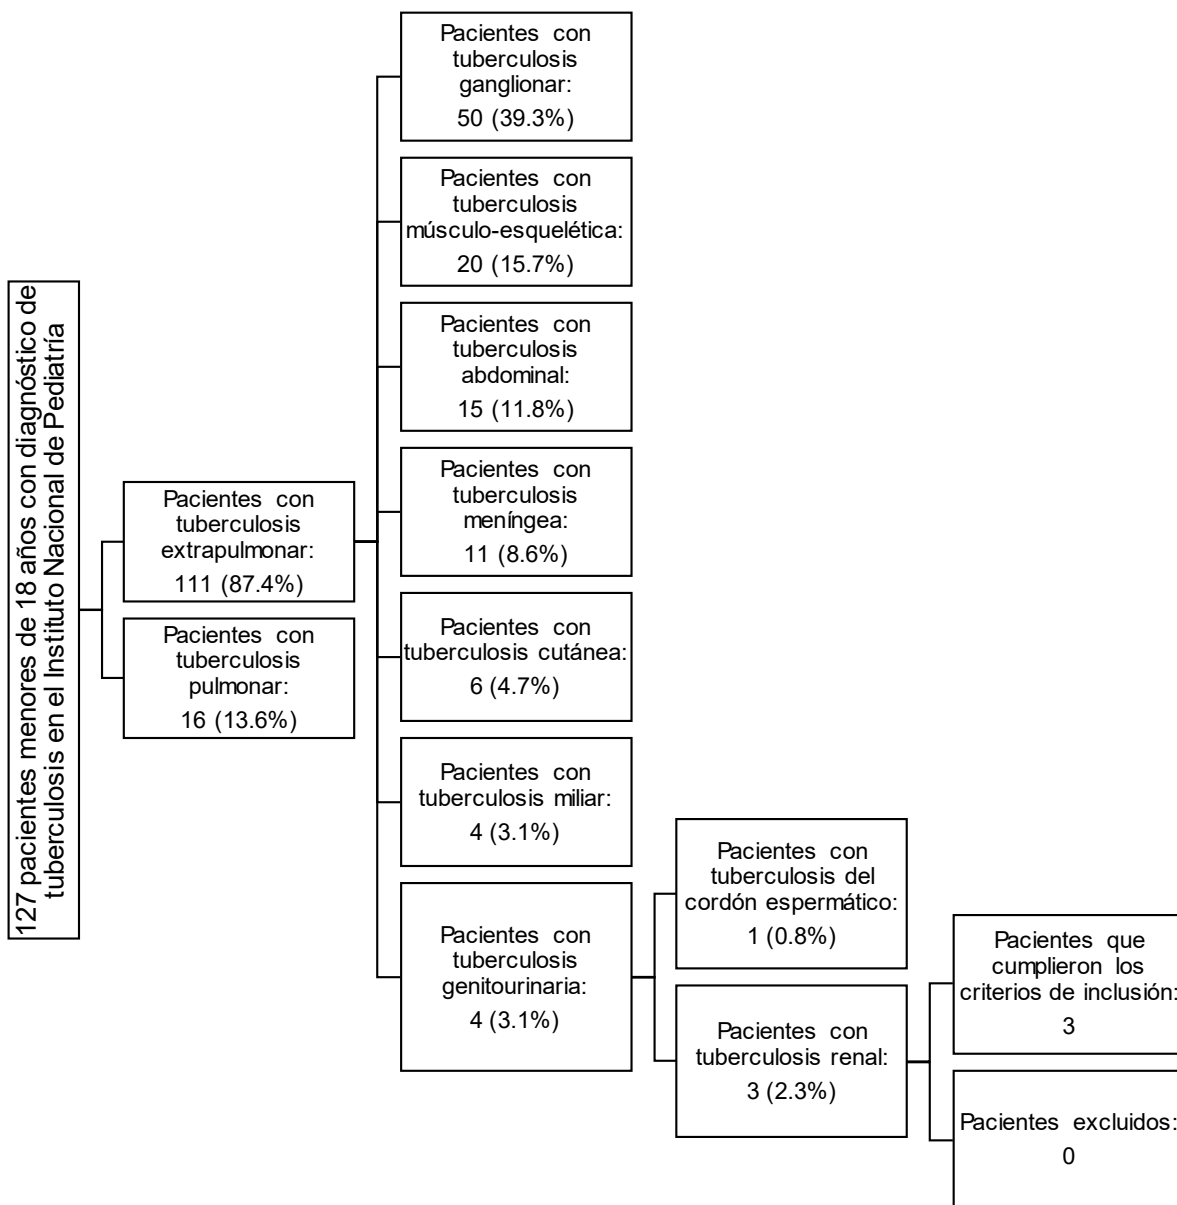 127 pacientes menores de 18 años con diagnóstico de
tuberculosis en el Instituto Nacional de Pediatría
Pacientes con
tuberculosis
extrapulmonar:
111 (87.4%)
Pacientes con
tuberculosis
pulmonar:
16 (13.6%)
Pacientes con
tuberculosis
ganglionar:
50 (39.3%)
Pacientes con
tuberculosis
músculo-esquelética:
20 (15.7%)
Pacientes con
tuberculosis
abdominal:
15 (11.8%)
Pacientes con
tuberculosis
meníngea:
11 (8.6%)
Pacientes con
tuberculosis cutánea:
6 (4.7%)
Pacientes con
tuberculosis miliar:
4 (3.1%)
Pacientes con
tuberculosis
genitourinaria:
4 (3.1%)
Pacientes con
tuberculosis del
cordón espermático:
1 (0.8%)
Pacientes con
tuberculosis renal:
3 (2.3%)
Pacientes que
cumplieron los
criterios de inclusión:
3
Pacientes excluidos:
0